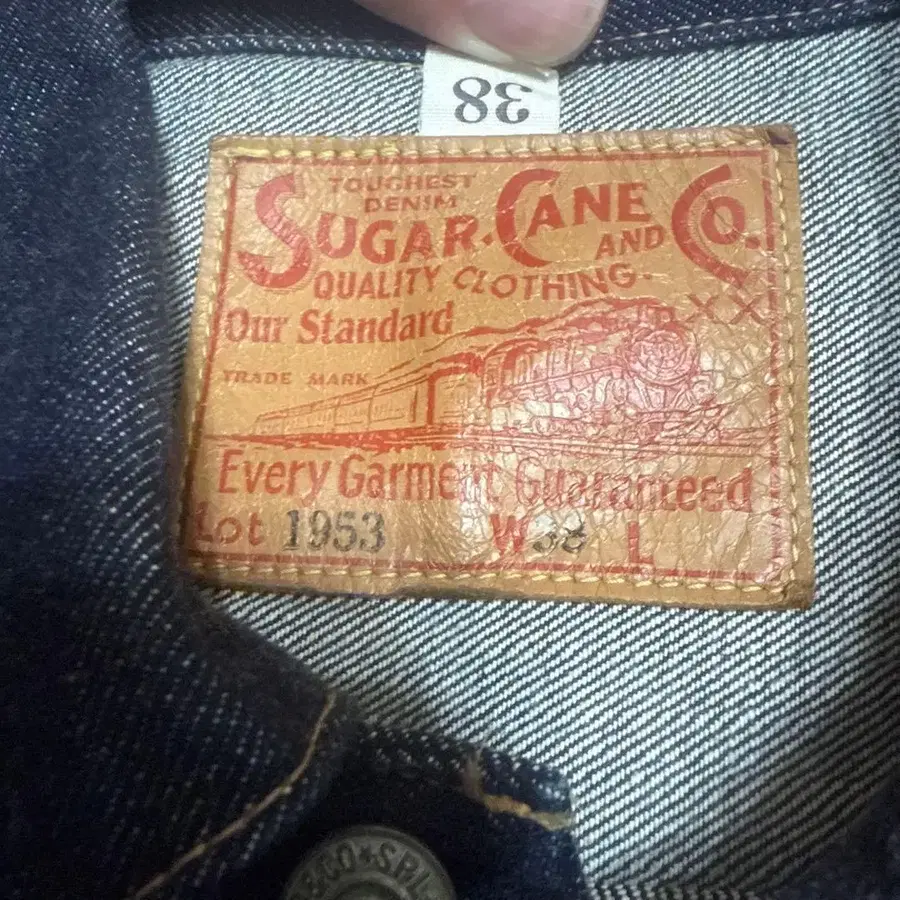 38
TOUGHEST
DENIM
SUGAR.CANE AND CO.
QUALITY CLOTHING.
XX
Our Standard
TRADE MARK
Every Garment Guaranteed
Lot 1953 W38 L